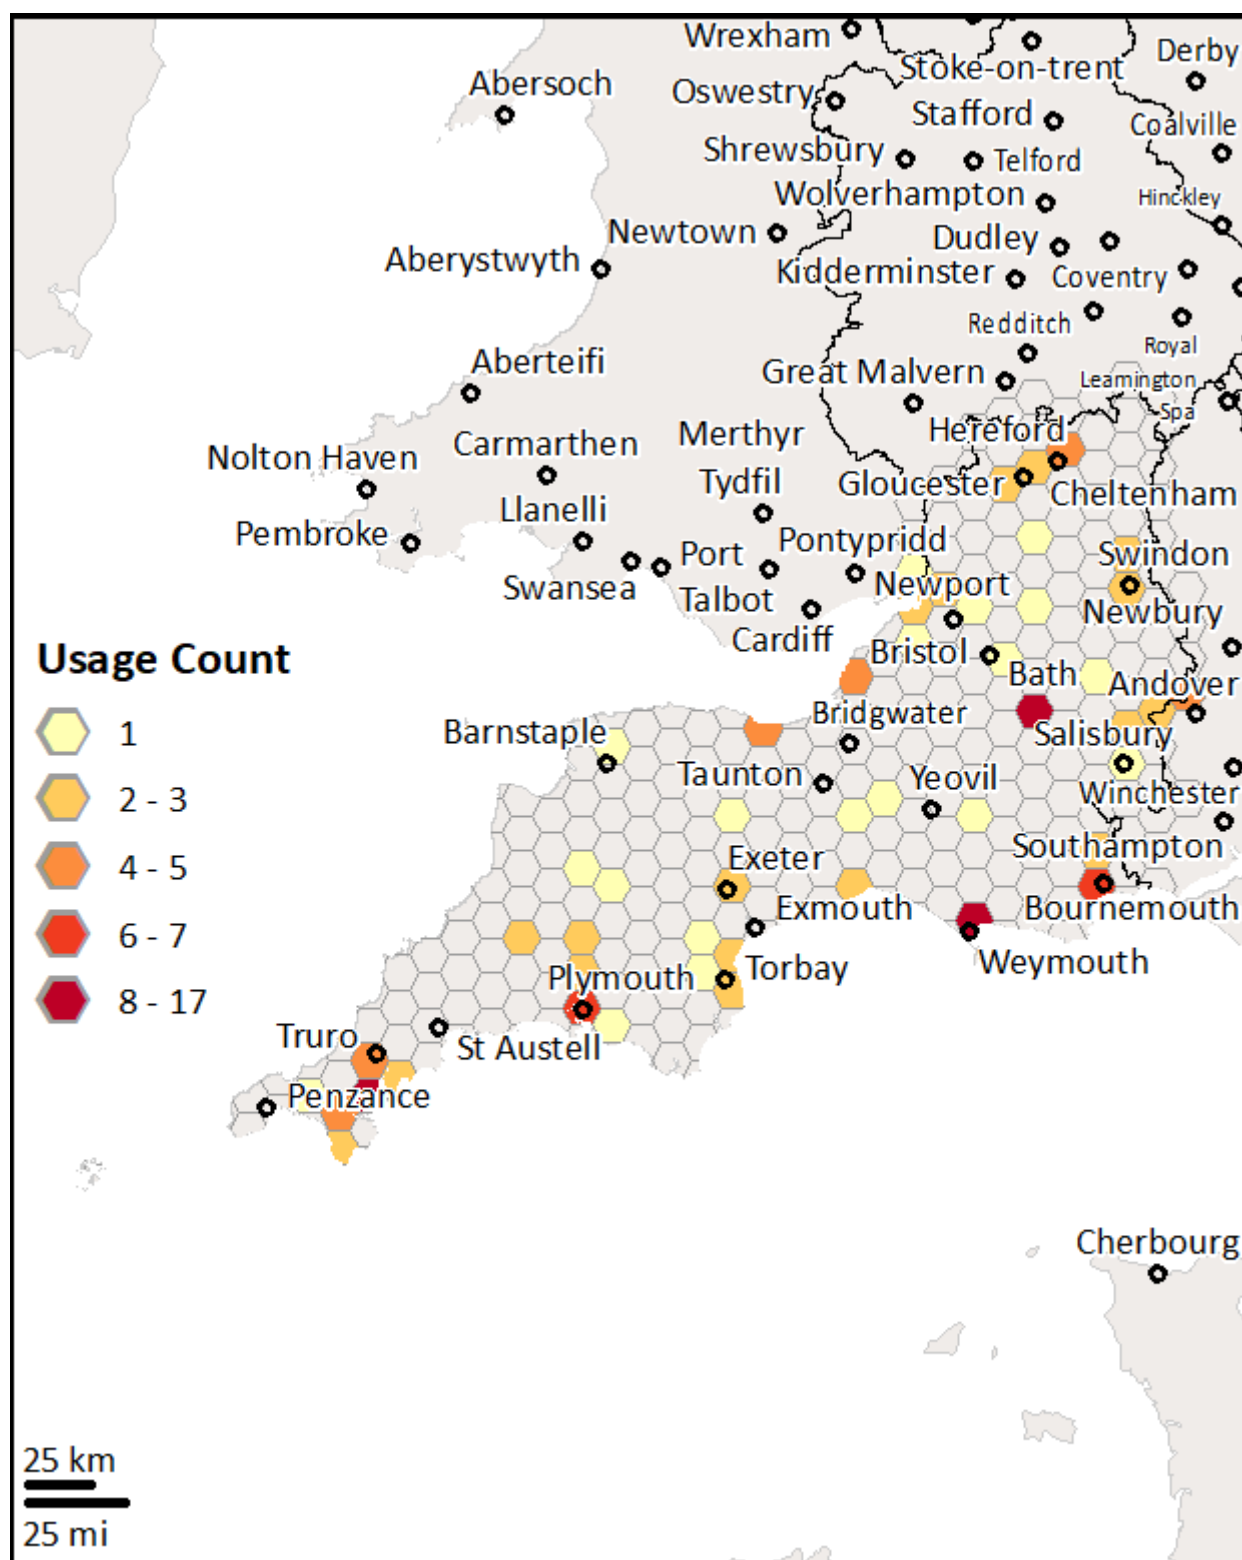 Wrexham
Stoke-on-trent
Derby
Abersoch
Oswestry
Stafford
Coalville
Shrewsbury
Telford
Wolverhampton
Hinckley
Newtown
Dudley
Aberystwyth
Kidderminster
Coventry
Redditch
Royal
Leamington
Spa
Aberteifi
Great Malvern
Carmarthen
Merthyr
Tydfil
Hereford
Nolton Haven
Gloucester
Cheltenham
Llanelli
Pembroke
Port
Talbot
Pontypridd
Swindon
Swansea
Newport
Newbury
Cardiff
Bristol
Bath
Andover
Usage Count
1
2 - 3
4 - 5
6 - 7
8 - 17
Barnstaple
Bridgwater
Salisbury
Taunton
Yeovil
Winchester
Exeter
Southampton
Exmouth
Bournemouth
Plymouth
Torbay
Weymouth
Truro
St Austell
Penzance
Cherbourg
25 km
25 mi